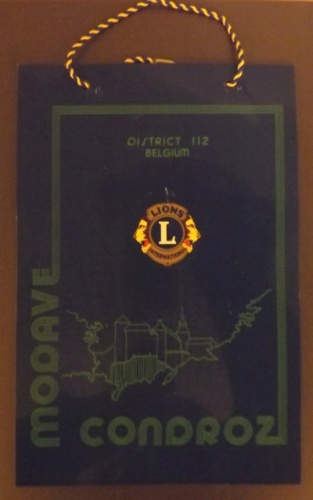 DISTRICT 112
BELGIUM
LIONS
L
INTERNATIONAL
MODAVE
CONDROZ